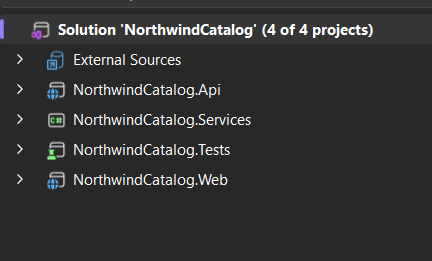 Solution 'NorthwindCatalog' (4 of 4 projects)
External Sources
NorthwindCatalog.Api
NorthwindCatalog.Services
NorthwindCatalog.Tests
NorthwindCatalog.Web